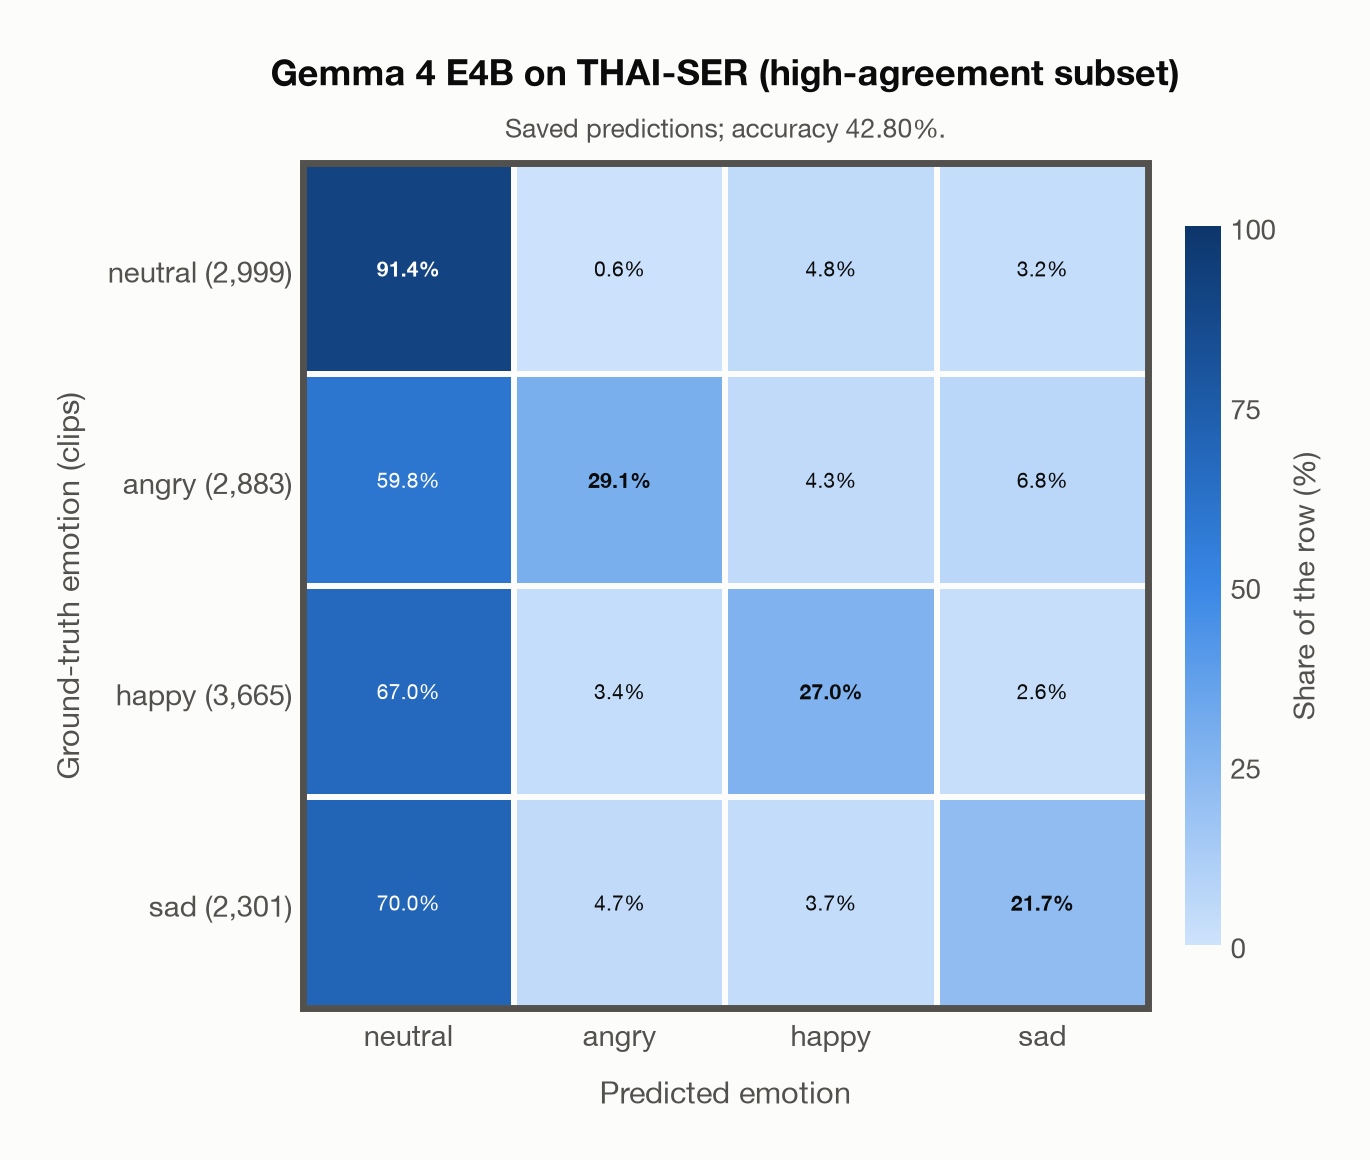 Gemma 4 E4B on THAI-SER (high-agreement subset)
Saved predictions; accuracy 42.80%.
Ground-truth emotion (clips)
neutral (2,999) 91.4% 0.6% 4.8% 3.2%
angry (2,883) 59.8% 29.1% 4.3% 6.8%
happy (3,665) 67.0% 3.4% 27.0% 2.6%
sad (2,301) 70.0% 4.7% 3.7% 21.7%
neutral angry happy sad
Predicted emotion
100
75
50
25
0
Share of the row (%)